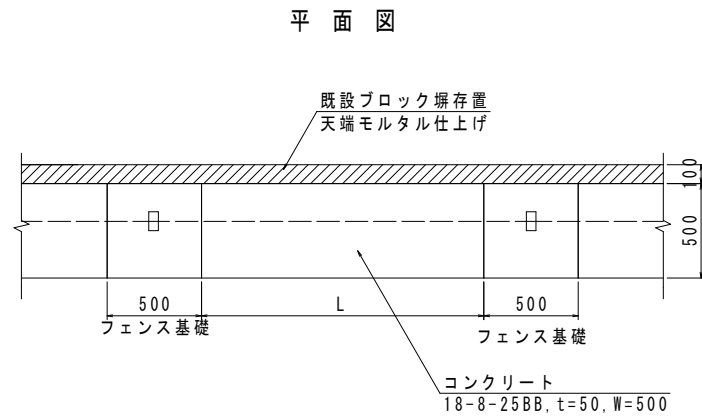 平面図
既設ブロック塀存置
天端モルタル仕上げ
100
500
500
L
500
フェンス基礎
フェンス基礎
コンクリート
18-8-25BB, t=50, W=500